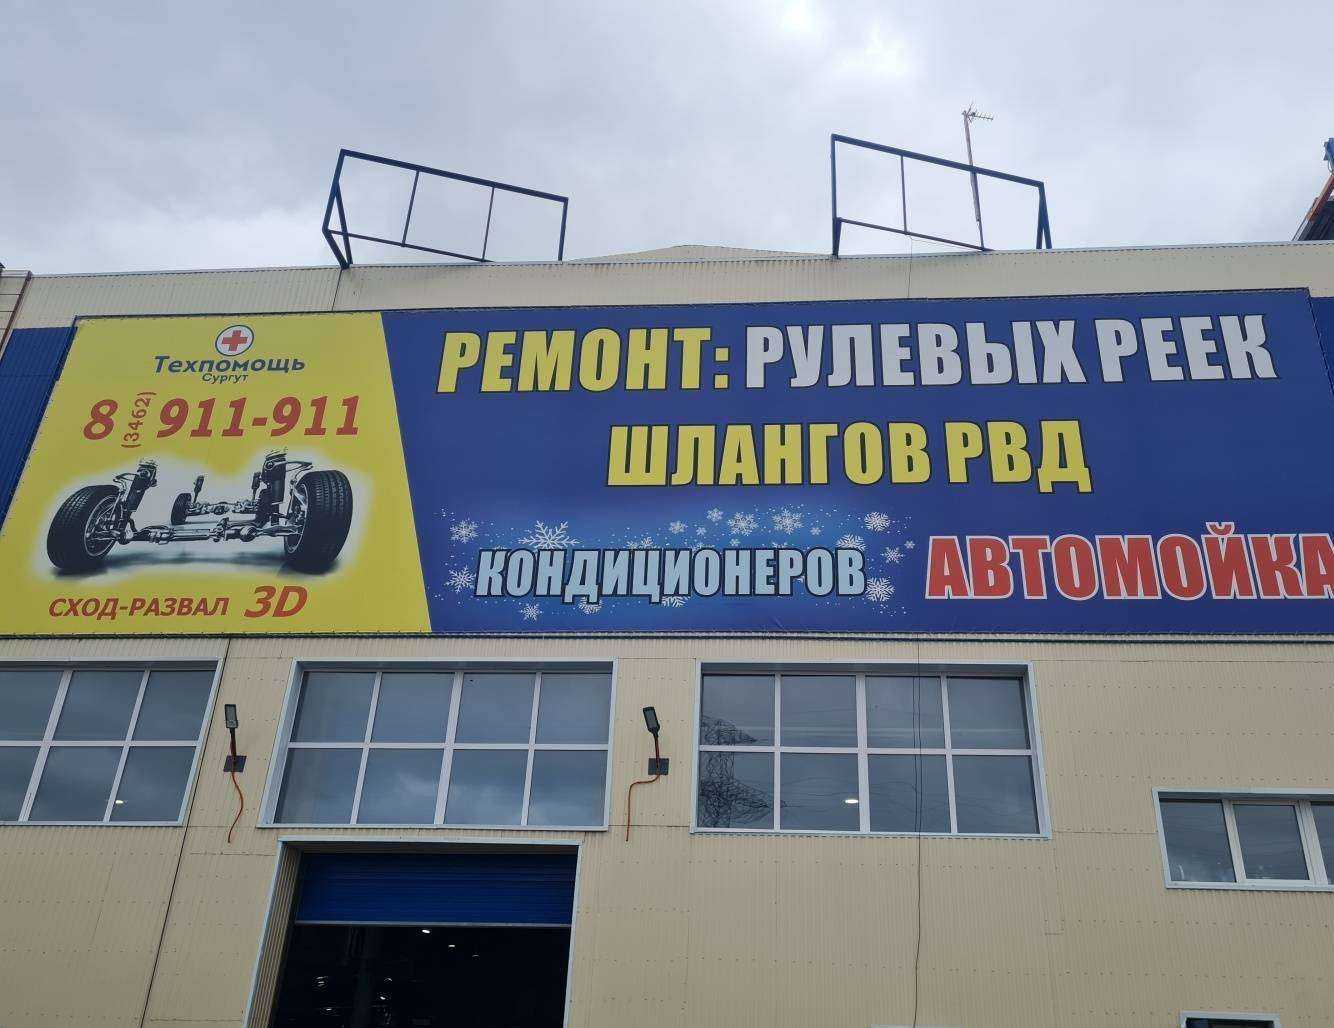 Техпомощь
Сургут
8 (3462) 911-911
СХОД-РАЗВАЛ 3D
РЕМОНТ: РУЛЕВЫХ РЕЕК
ШЛАНГОВ РВД
КОНДИЦИОНЕРОВ
АВТОМОЙКА